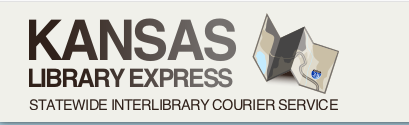 KANSAS
LIBRARY EXPRESS
STATEWIDE INTERLIBRARY COURIER SERVICE